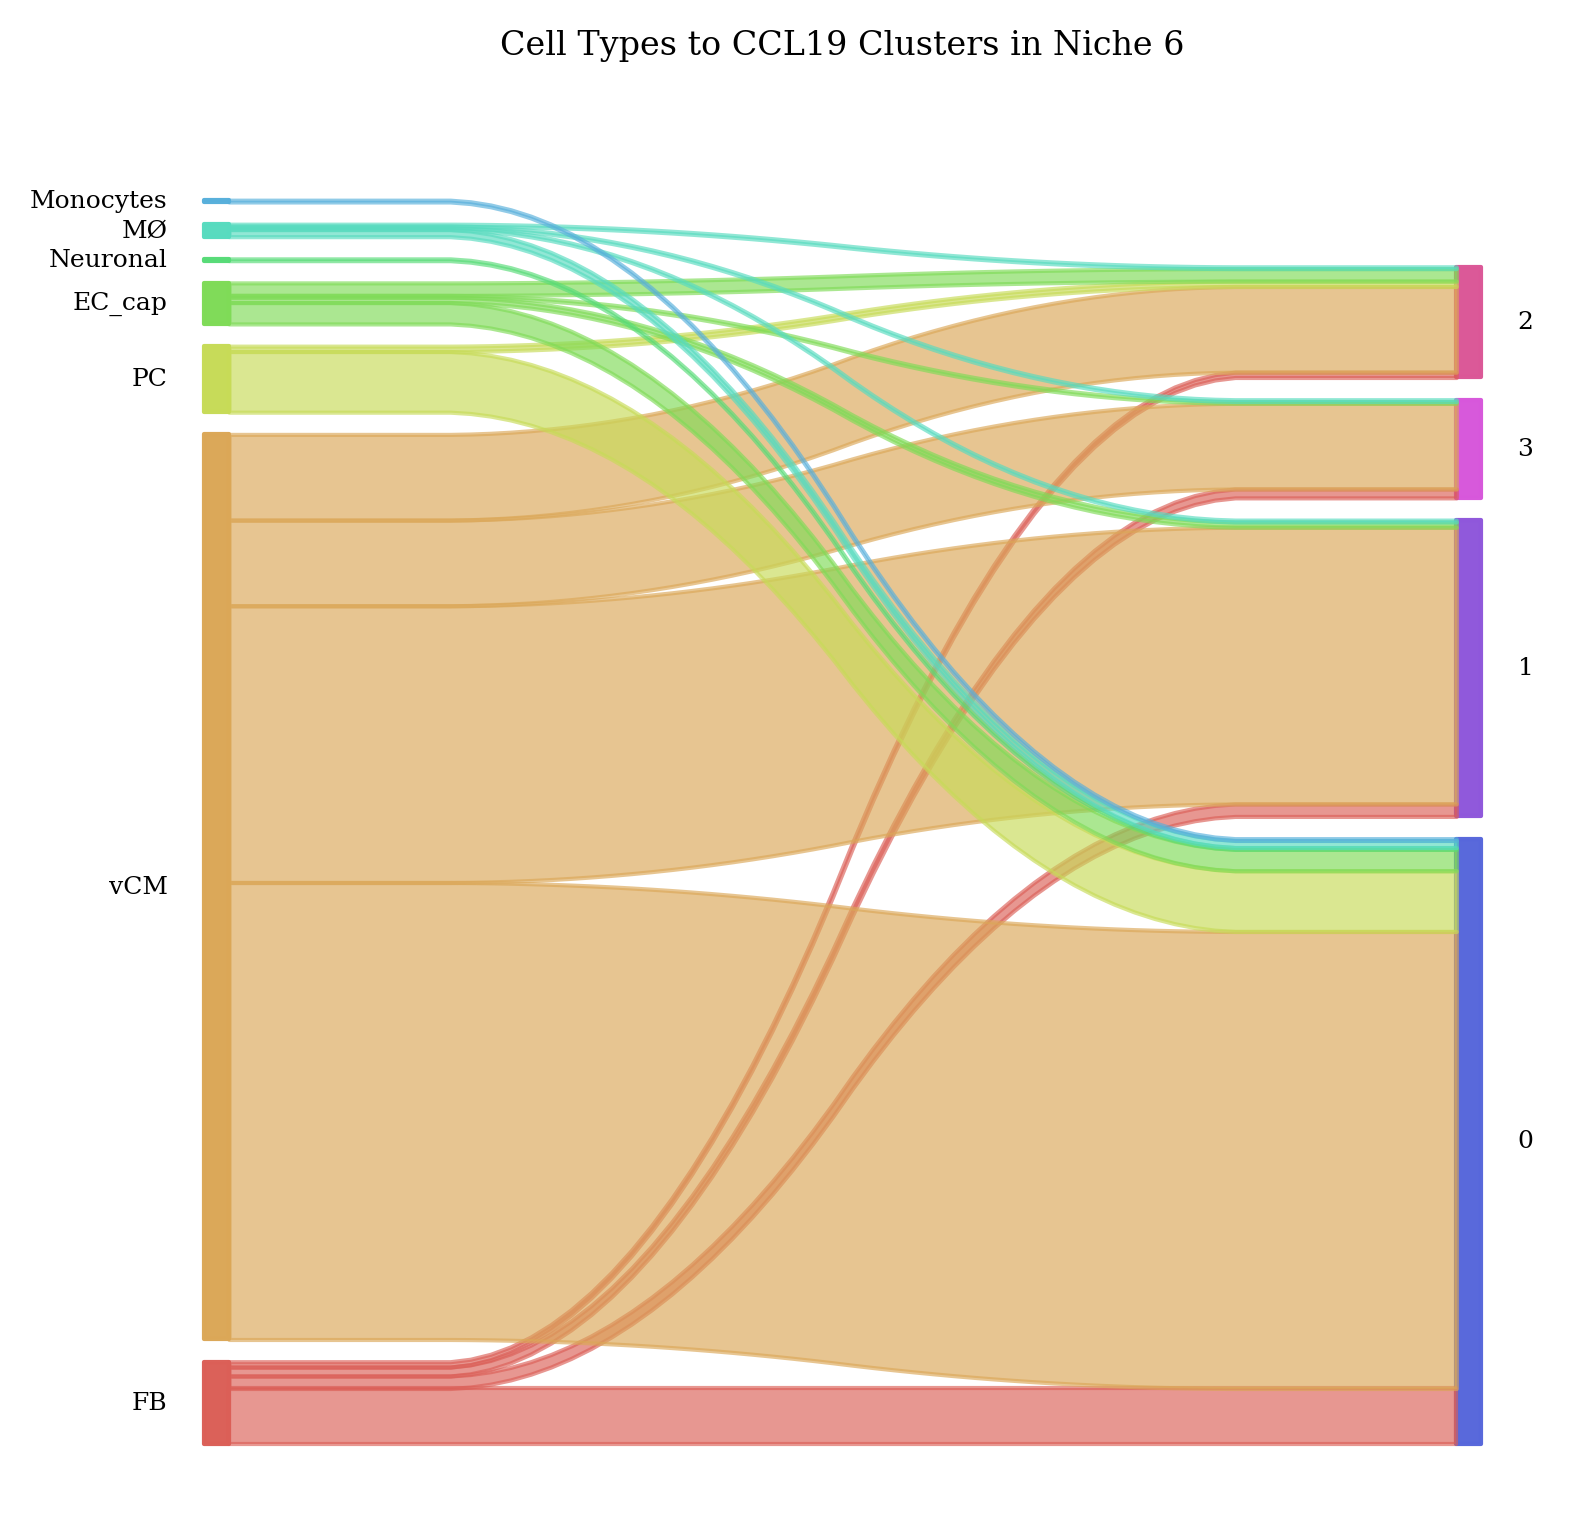 Cell Types to CCL19 Clusters in Niche 6
Monocytes
MØ
Neuronal
EC_cap
PC
vCM
FB
2
3
1
0